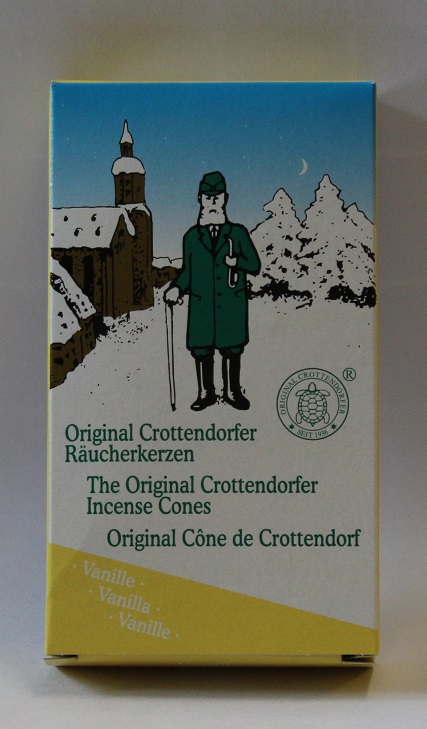 ORIGINAL CROTTENDORFER
SEIT 1936
®
Original Crottendorfer
Räucherkerzen
The Original Crottendorfer
Incense Cones
Original Cône de Crottendorf
· Vanille ·
· Vanilla ·
· Vanille ·